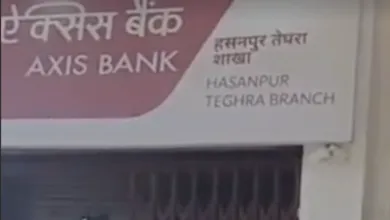 ऐक्सिस बैंक
AXIS BANK
हसनपुर तेघरा
शाखा
HASANPUR
TEGHRA BRANCH